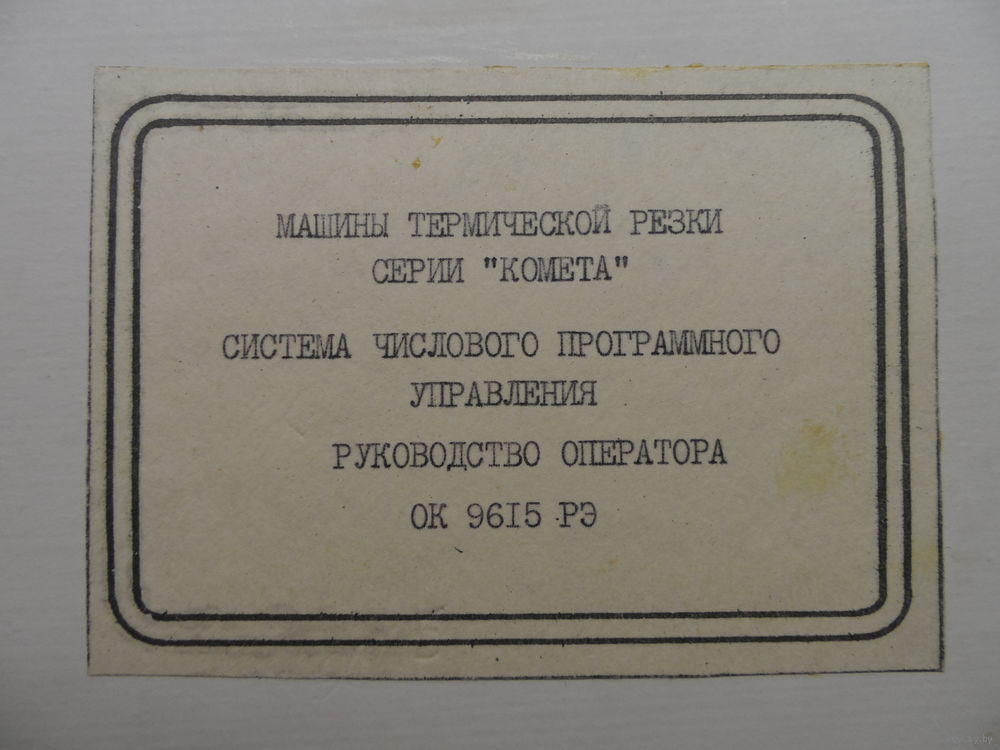 МАШИНЫ ТЕРМИЧЕСКОЙ РЕЗКИ
СЕРИИ "КОМЕТА"
СИСТЕМА ЧИСЛОВОГО ПРОГРАММНОГО
УПРАВЛЕНИЯ
РУКОВОДСТВО ОПЕРАТОРА
ОК 9615 РЭ